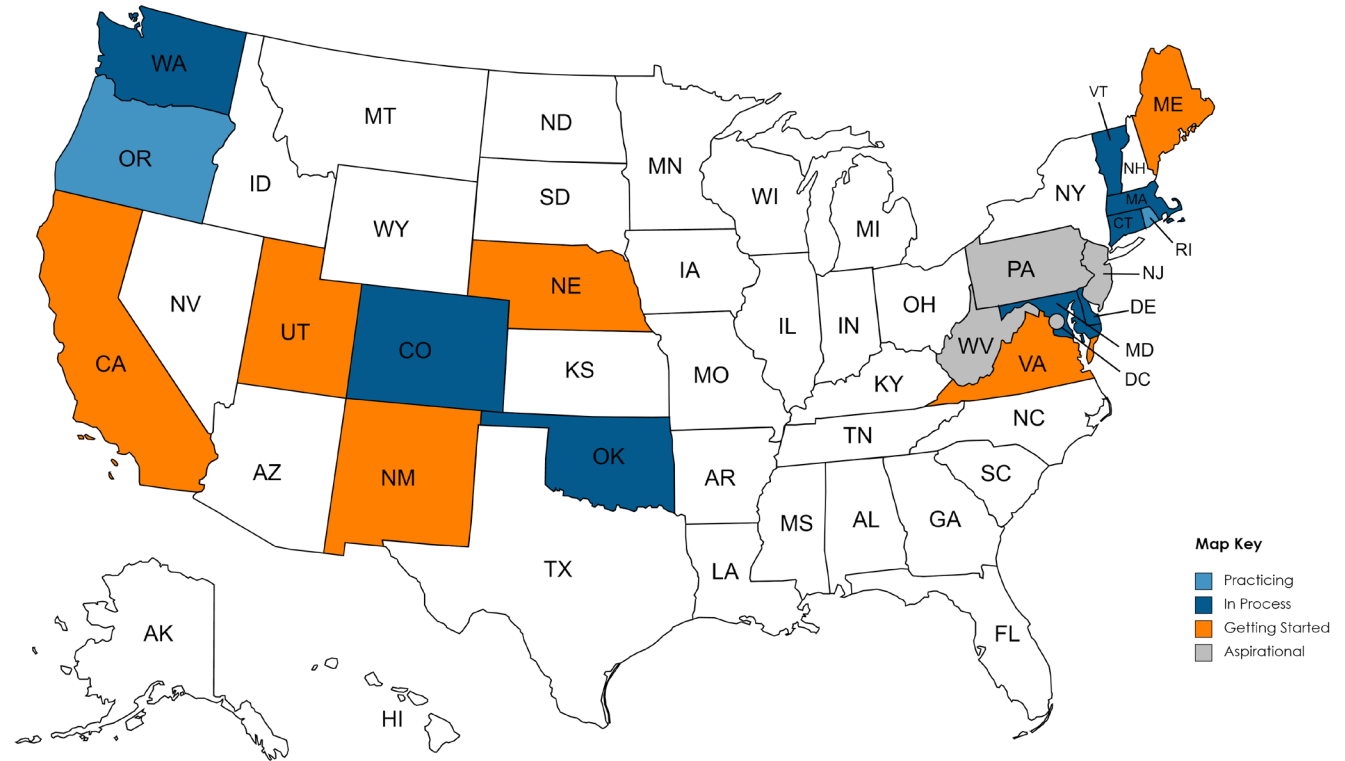 WA
MT
ND
MN
VT
ME
OR
ID
SD
WI
NH
NY
MA
WY
MI
CT
RI
IA
PA
NJ
NE
NV
UT
OH
DE
IL
IN
CO
WV
MD
CA
KS
MO
KY
VA
DC
NC
TN
OK
AZ
NM
AR
SC
MS
AL
GA
TX
LA
AK
FL
HI
Map Key
Practicing
In Process
Getting Started
Aspirational